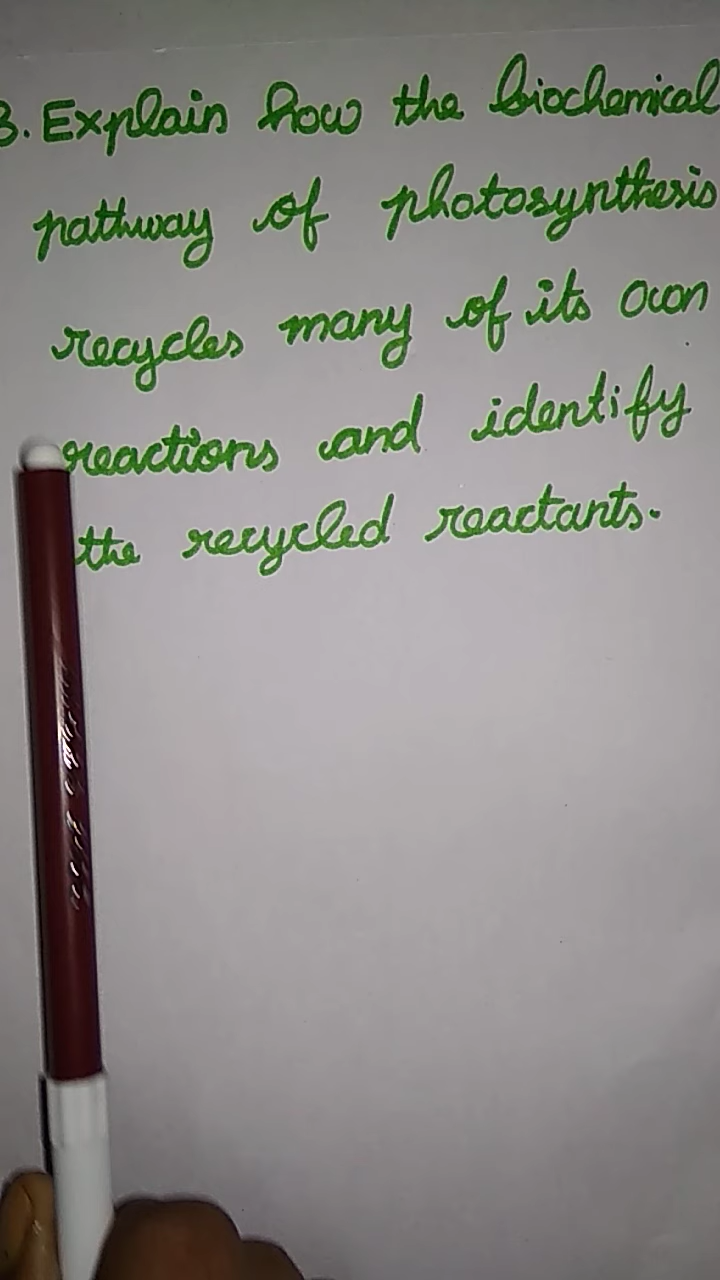 3. Explain how the biochemical
pathway of photosynthesis
recycles many of its own
reactions and identify
the recycled reactants.